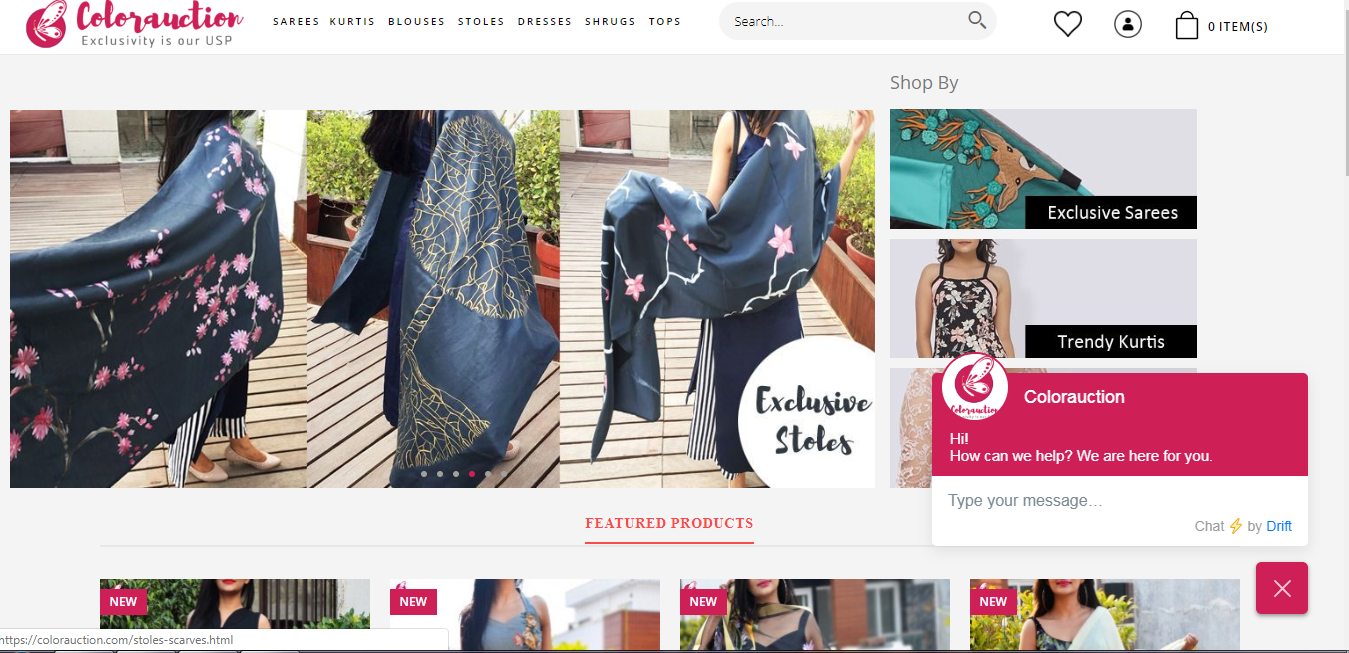 Colorauction
Exclusivity is our USP
SAREES KURTIS BLOUSES STOLES DRESSES SHRUGS TOPS
Search...
0 ITEM(S)
Shop By
Exclusive Sarees
Trendy Kurtis
Exclusive
Stoles
Colorauction
Colorauction
Hi!
How can we help? We are here for you.
Type your message...
Chat ⚡ by Drift
FEATURED PRODUCTS
NEW
NEW
NEW
NEW
https://colorauction.com/stoles-scarves.html